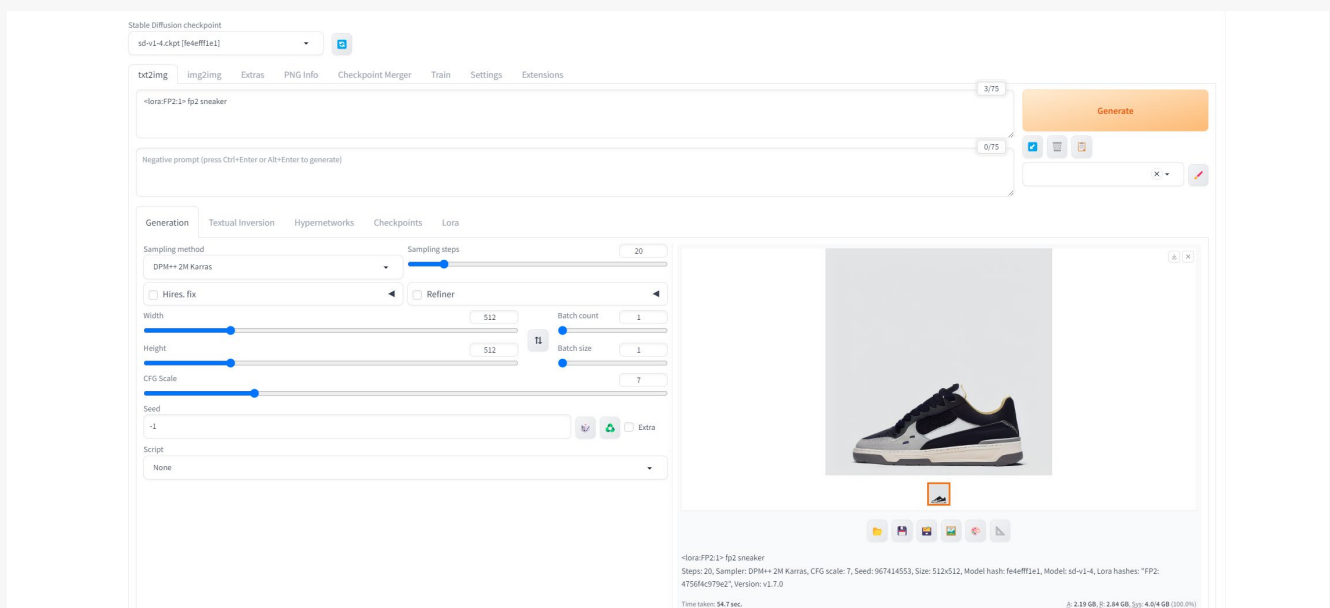 Stable Diffusion checkpoint
sd-v1-4.ckpt [fe4efff1e1]
txt2img img2img Extras PNG Info Checkpoint Merger Train Settings Extensions
3/75
<lora:FP2:1> fp2 sneaker
Generate
0/75
Negative prompt (press Ctrl+Enter or Alt+Enter to generate)
Generation Textual Inversion Hypernetworks Checkpoints Lora
Sampling method
DPM++ 2M Karras
Sampling steps
20
Hires. fix
Refiner
Width
512
Batch count
1
Height
512
Batch size
1
CFG Scale
7
Seed
-1
Extra
Script
None
<lora:FP2:1> fp2 sneaker
Steps: 20, Sampler: DPM++ 2M Karras, CFG scale: 7, Seed: 967414553, Size: 512x512, Model hash: fe4efff1e1, Model: sd-v1-4, Lora hashes: "FP2:
4756f4c979e2", Version: v1.7.0
Time taken: 54.7 sec.
A: 2.19 GB, R: 2.84 GB, Sys: 4.0/4 GB (100.0%)